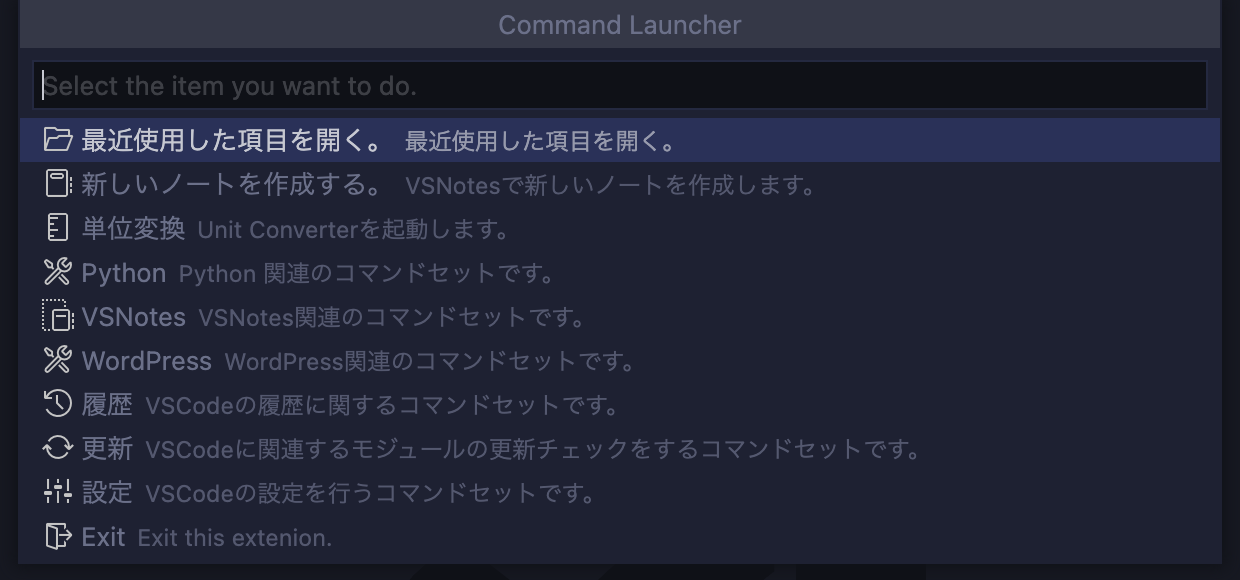 Command Launcher
Select the item you want to do.
最近使用した項目を開く。 最近使用した項目を開く。
新しいノートを作成する。 VSNotesで新しいノートを作成します。
単位変換 Unit Converterを起動します。
Python Python 関連のコマンドセットです。
VSNotes VSNotes関連のコマンドセットです。
WordPress WordPress関連のコマンドセットです。
履歴 VSCodeの履歴に関するコマンドセットです。
更新 VSCodeに関連するモジュールの更新チェックをするコマンドセットです。
設定 VSCodeの設定を行うコマンドセットです。
Exit Exit this extenion.